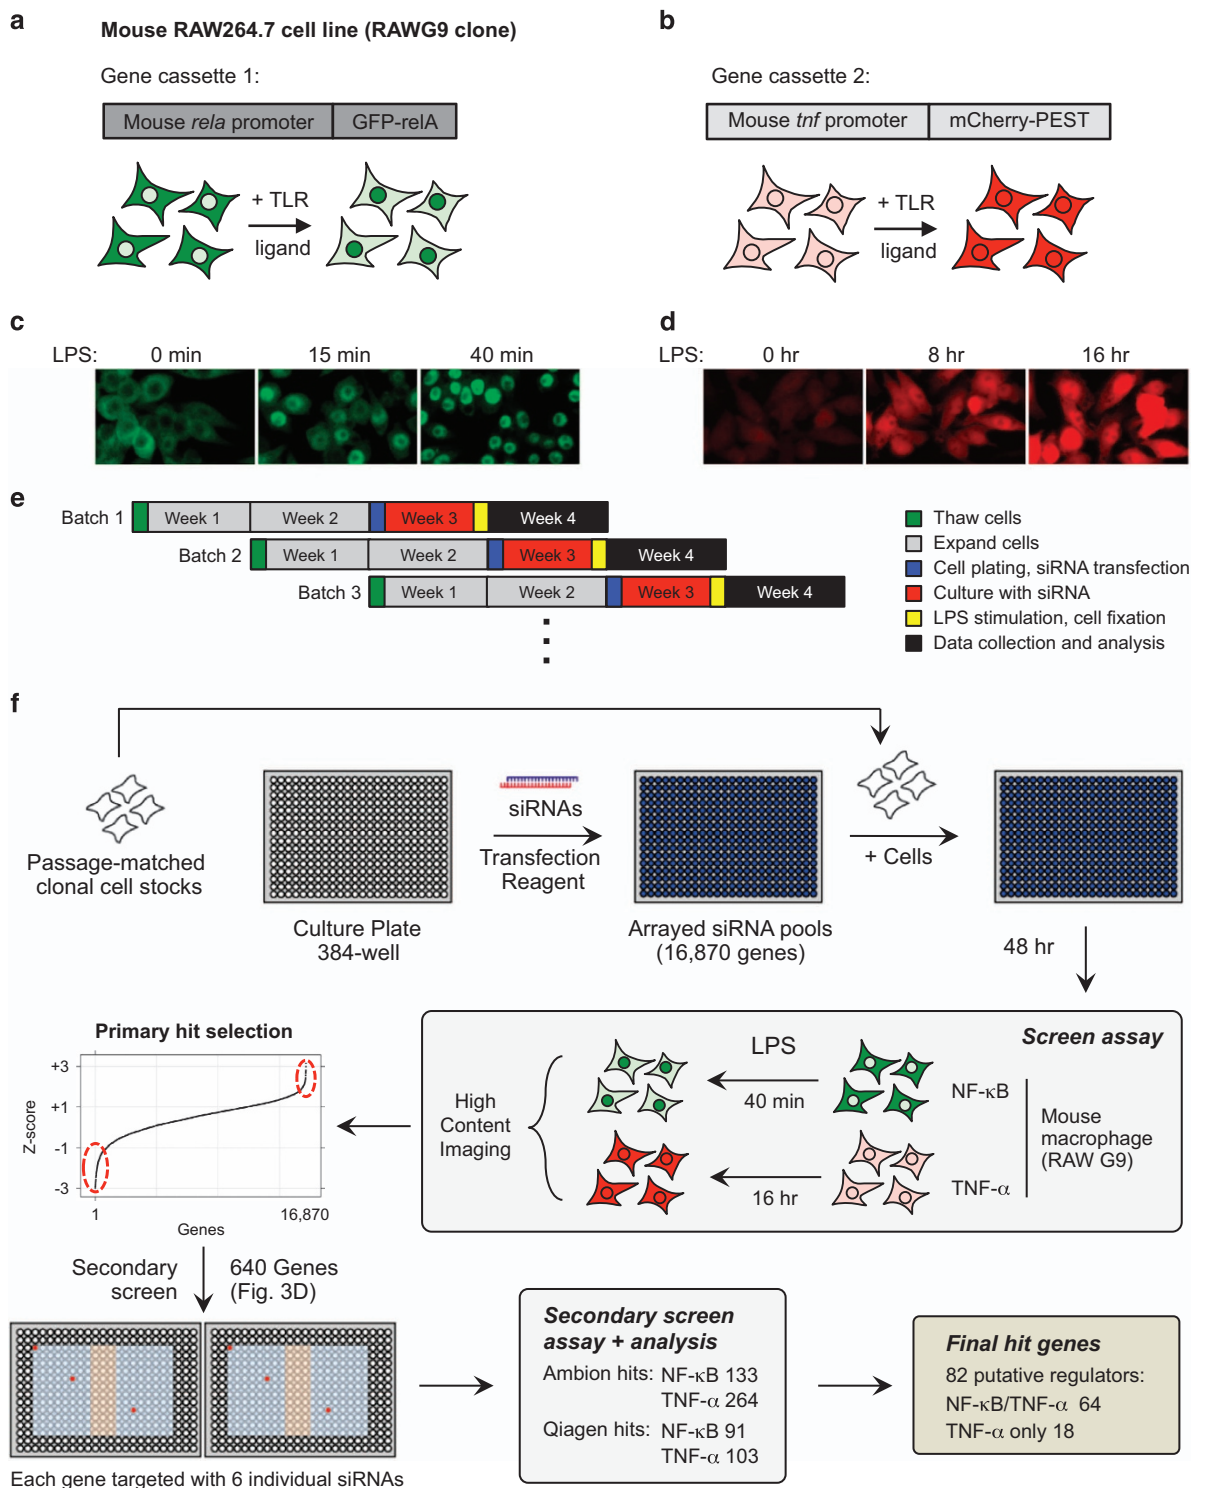 a
Mouse RAW264.7 cell line (RAWG9 clone)
Gene cassette 1:
Mouse rela promoter
GFP-relA
+ TLR
ligand
b
Gene cassette 2:
Mouse tnf promoter
mCherry-PEST
+ TLR
ligand
c
LPS: 0 min 15 min 40 min
d
LPS: 0 hr 8 hr 16 hr
e
Batch 1 Week 1 Week 2 Week 3 Week 4
Batch 2 Week 1 Week 2 Week 3 Week 4
Batch 3 Week 1 Week 2 Week 3 Week 4
Thaw cells
Expand cells
Cell plating, siRNA transfection
Culture with siRNA
LPS stimulation, cell fixation
Data collection and analysis
f
Passage-matched
clonal cell stocks
Culture Plate
384-well
siRNAs
Transfection
Reagent
Arrayed siRNA pools
(16,870 genes)
+ Cells
48 hr
Screen assay
LPS
40 min
16 hr
NF-κB
TNF-α
Mouse
macrophage
(RAW G9)
High
Content
Imaging
Primary hit selection
Z-score
+3
+1
-1
-3
1
16,870
Genes
Secondary
screen
640 Genes
(Fig. 3D)
Each gene targeted with 6 individual siRNAs
Secondary screen
assay + analysis
Ambion hits: NF-κB 133
TNF-α 264
Qiagen hits: NF-κB 91
TNF-α 103
Final hit genes
82 putative regulators:
NF-κB/TNF-α 64
TNF-α only 18